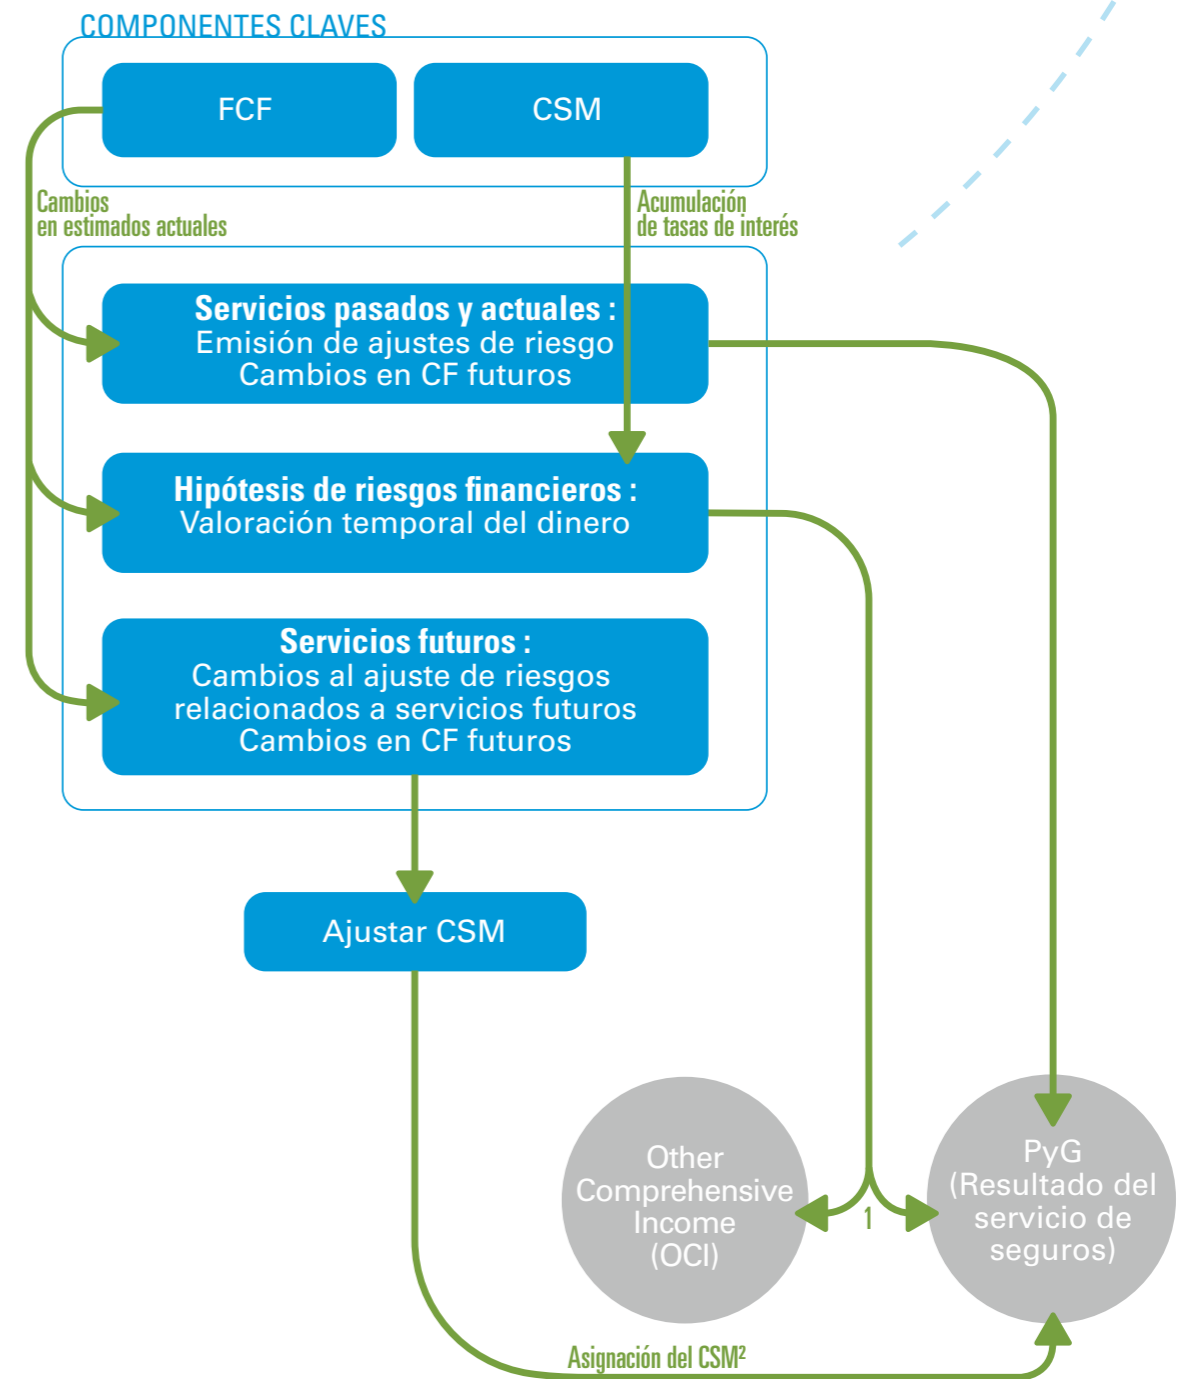 COMPONENTES CLAVES
FCF
CSM
Cambios
en estimados actuales
Acumulación
de tasas de interés
Servicios pasados y actuales :
Emisión de ajustes de riesgo
Cambios en CF futuros
Hipótesis de riesgos financieros :
Valoración temporal del dinero
Servicios futuros :
Cambios al ajuste de riesgos
relacionados a servicios futuros
Cambios en CF futuros
Ajustar CSM
Other
Comprehensive
Income
(OCI)
1
PyG
(Resultado del
servicio de
seguros)
Asignación del CSM²